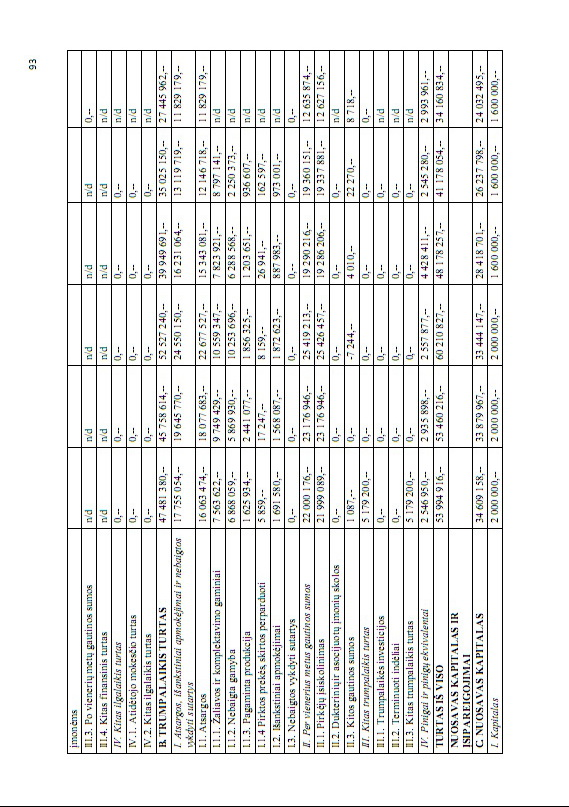 93
įmonėms
III.3. Po vienerių metų gautinos sumos n/d n/d n/d n/d n/d 0,--
III.4. Kitas finansinis turtas n/d n/d n/d n/d n/d n/d
IV. Kitas ilgalaikis turtas 0,-- 0,-- 0,-- 0,-- 0,-- n/d
IV.1. Atidėtojo mokesčio turtas 0,-- 0,-- 0,-- 0,-- 0,-- n/d
IV.2. Kitas ilgalaikis turtas 0,-- 0,-- 0,-- 0,-- 0,-- n/d
B. TRUMPALAIKIS TURTAS 47 481 380,-- 45 758 614,-- 52 527 240,-- 39 949 691,-- 35 025 150,-- 27 445 962,--
I. Atsargos, išankstiniai apmokėjimai ir nebaigtos 17 755 054,-- 19 645 770,-- 24 550 150,-- 16 231 064,-- 13 119 719,-- 11 829 179,--
vykdyti sutartys
I.1. Atsargos 16 063 474,-- 18 077 683,-- 22 677 527,-- 15 343 081,-- 12 146 718,-- 11 829 179,--
I.1.1. Žaliavos ir komplektavimo gaminiai 7 563 622,-- 9 749 429,-- 10 559 347,-- 7 823 921,-- 8 797 141,-- n/d
I.1.2. Nebaigta gamyba 6 868 059,-- 5 869 930,-- 10 253 696,-- 6 288 568,-- 2 250 373,-- n/d
I.1.3. Pagaminta produkcija 1 625 934,-- 2 441 077,-- 1 856 325,-- 1 203 651,-- 936 607,-- n/d
I.1.4 Pirktos prekės, skirtos perparduoti 5 859,-- 17 247,-- 8 159,-- 26 941,-- 162 597,-- n/d
I.2. Išankstiniai apmokėjimai 1 691 580,-- 1 568 087,-- 1 872 623,-- 887 983,-- 973 001,-- n/d
I.3. Nebaigtos vykdyti sutartys 0,-- 0,-- 0,-- 0,-- 0,-- 0,--
II. Per vienerius metus gautinos sumos 22 000 176,-- 23 176 946,-- 25 419 213,-- 19 290 216,-- 19 360 151,-- 12 635 874,--
II.1. Pirkėjų įsiskolinimas 21 999 089,-- 23 176 946,-- 25 426 457,-- 19 286 206,-- 19 337 881,-- 12 627 156,--
II.2. Dukterinių ir asocijuotų įmonių skolos 0,-- 0,-- 0,-- 0,-- 0,-- n/d
II.3. Kitos gautinos sumos 1 087,-- -7 244,-- 4 010,-- 22 270,-- 8 718,--
III. Kitas trumpalaikis turtas 5 179 200,-- 0,-- 0,-- 0,-- 0,-- 0,--
III.1. Trumpalaikės investicijos 0,-- 0,-- 0,-- 0,-- 0,-- n/d
III.2. Terminuoti indėliai 0,-- 0,-- 0,-- 0,-- 0,-- n/d
III.3. Kitas trumpalaikis turtas 5 179 200,-- 0,-- 0,-- 0,-- 0,-- n/d
IV. Pinigai ir pinigų ekvivalentai 2 546 950,-- 2 935 898,-- 2 557 877,-- 4 428 411,-- 2 545 280,-- 2 993 961,--
TURTAS IŠ VISO 53 994 916,-- 53 460 216,-- 60 210 827,-- 48 178 257,-- 41 178 054,-- 34 160 834,--
NUOSAVAS KAPITALAS IR
ĮSIPAREIGOJIMAI
C. NUOSAVAS KAPITALAS 34 609 158,-- 33 879 967,-- 33 444 147,-- 28 418 701,-- 26 237 798,-- 24 032 495,--
I. Kapitalas 2 000 000,-- 2 000 000,-- 2 000 000,-- 1 600 000,-- 1 600 000,-- 1 600 000,--